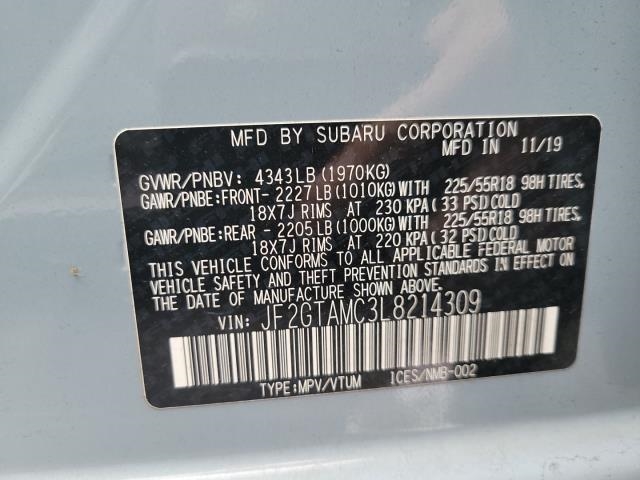 MFD BY SUBARU CORPORATION
MFD IN 11/19
GVWR/PNBV: 4343LB(1970KG)
GAWR/PNBE:FRONT- 2227LB(1010KG)WITH 225/55R18 98H TIRES,
18X7J RIMS AT 230 KPA(33 PSI)COLD
GAWR/PNBE:REAR - 2205LB(1000KG)WITH 225/55R18 98H TIRES,
18X7J RIMS AT 220 KPA(32 PSI)COLD
THIS VEHICLE CONFORMS TO ALL APPLICABLE FEDERAL MOTOR
VEHICLE SAFETY AND THEFT PREVENTION STANDARDS IN EFFECT
ON THE DATE OF MANUFACTURE SHOWN ABOVE.
VIN: JF2GTAMC3L8214309
TYPE:MPV/VTUM ICES/NMB-002